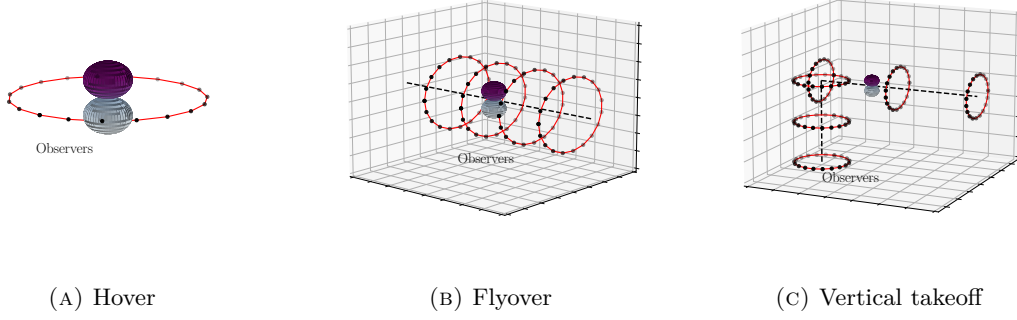 Observers
Observers
Observers
(A) Hover
(B) Flyover
(C) Vertical takeoff